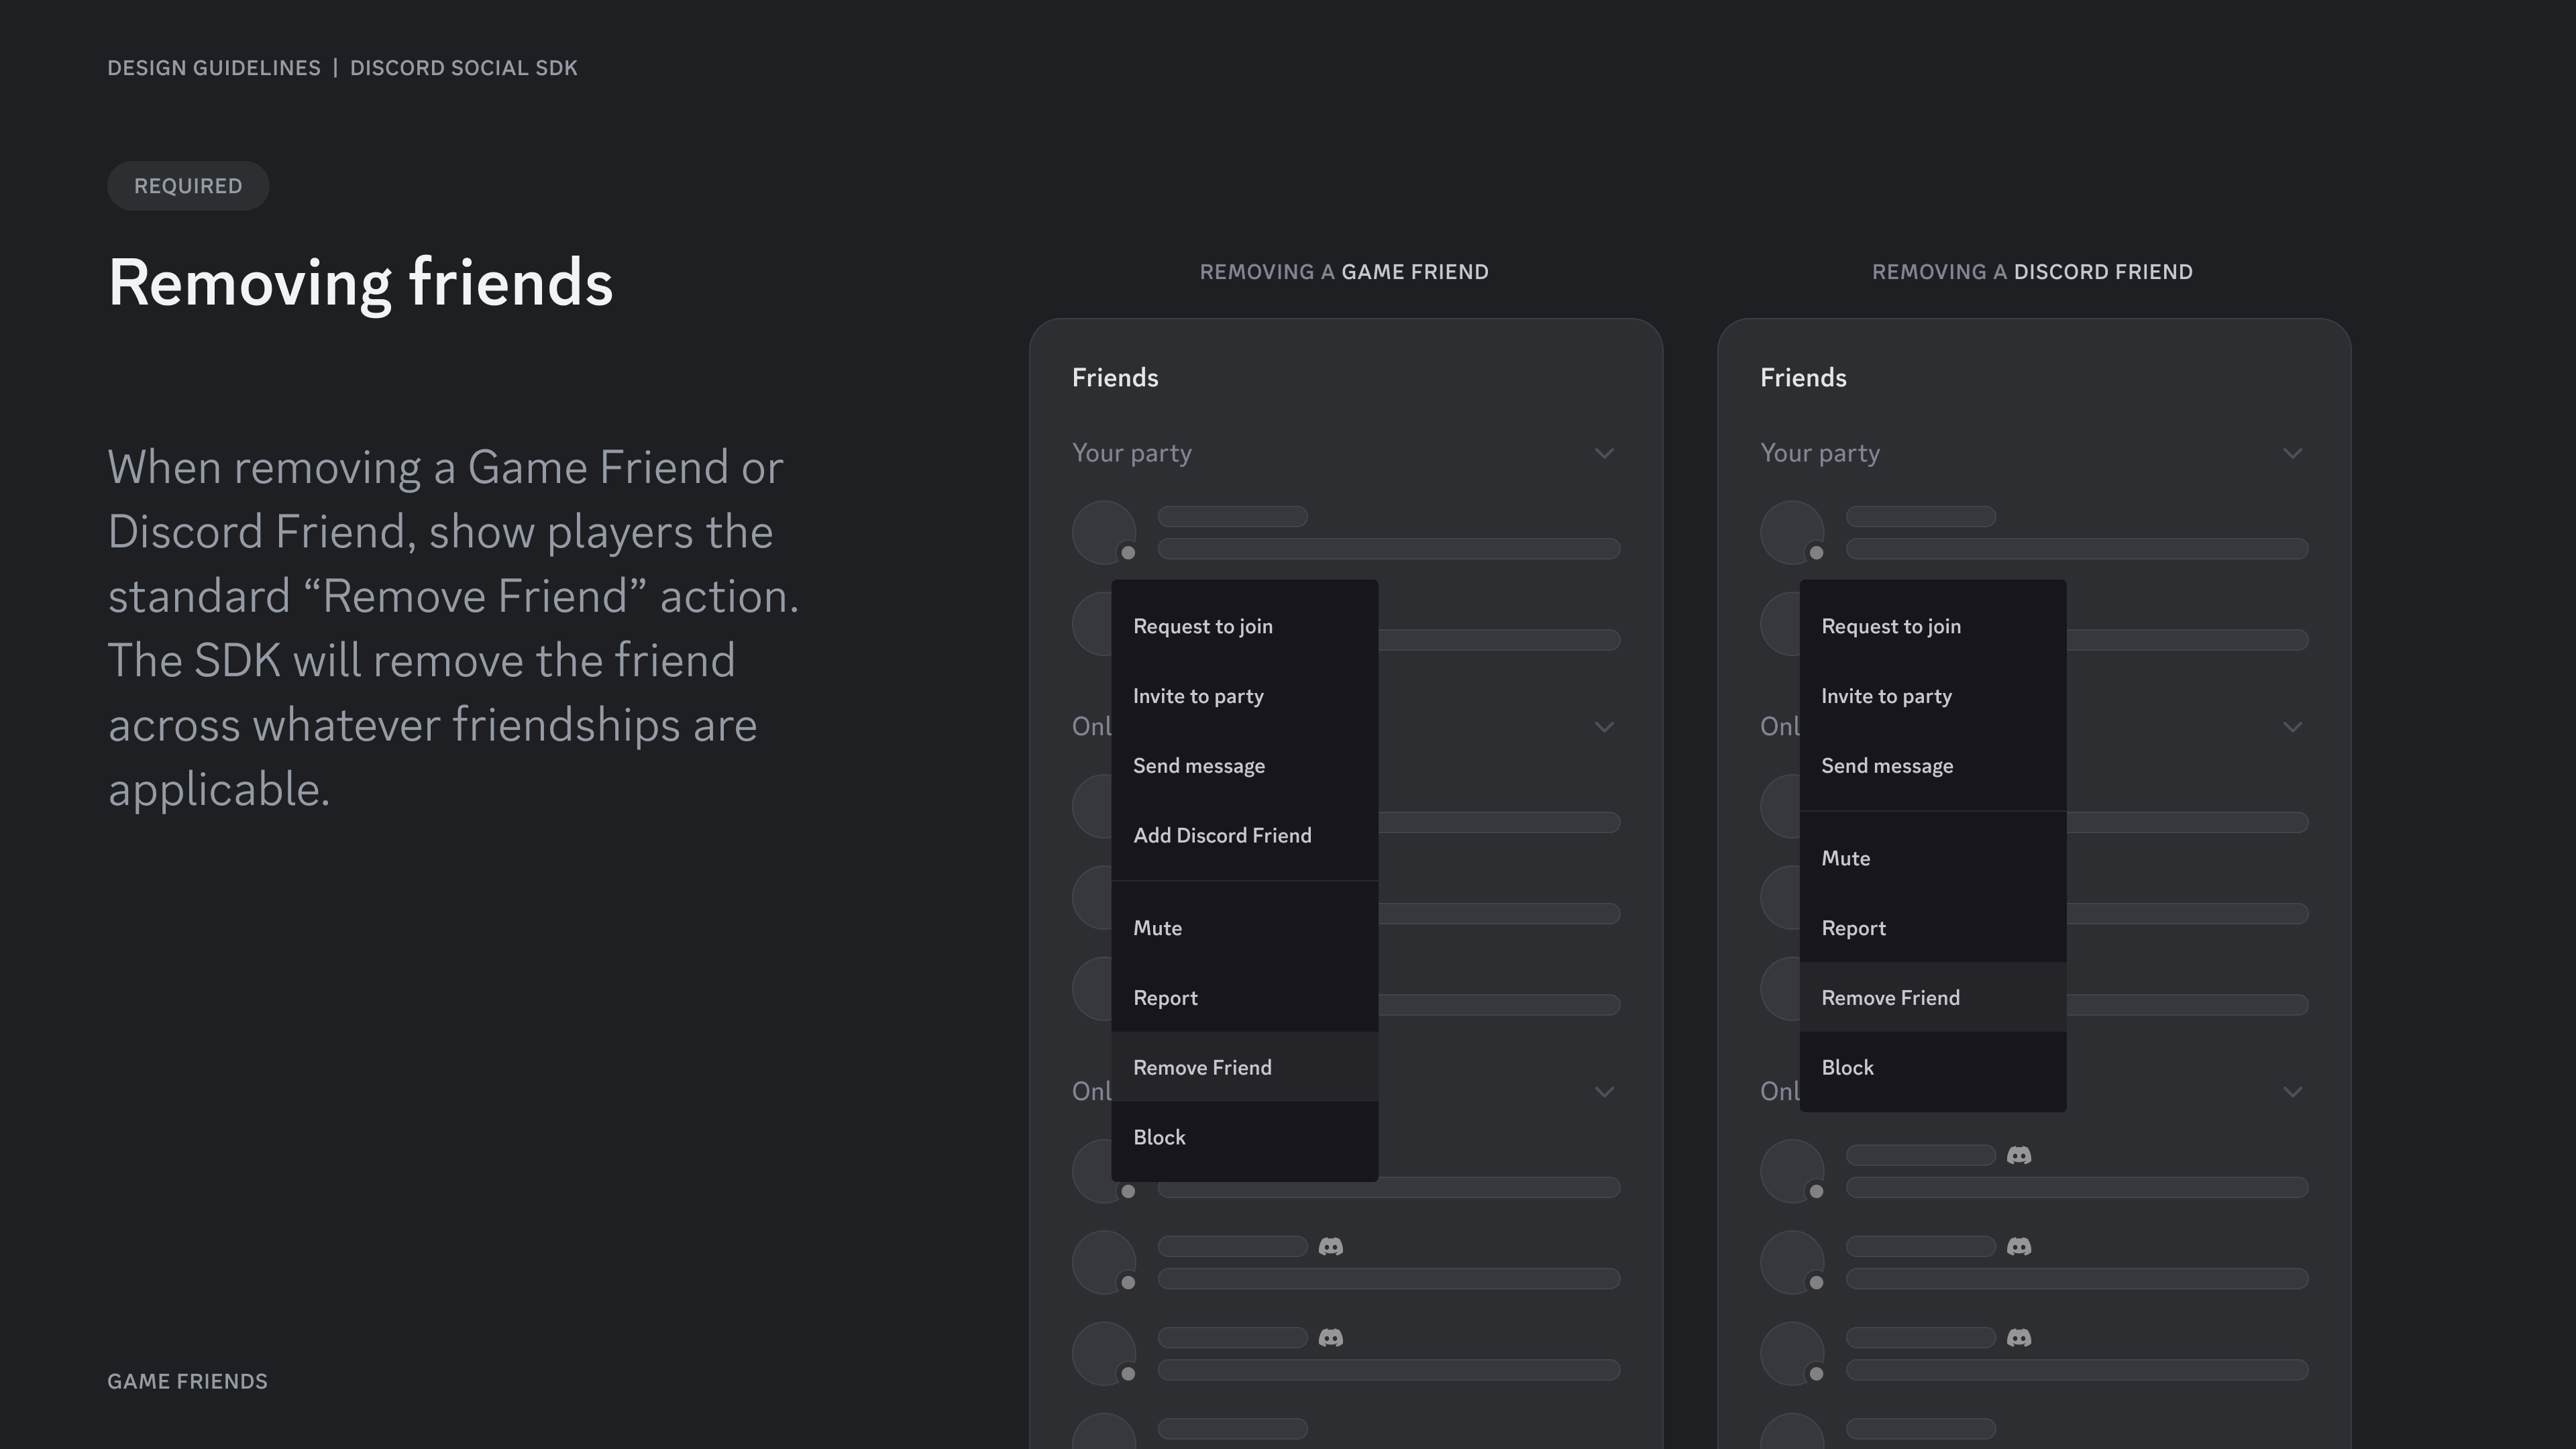 DESIGN GUIDELINES | DISCORD SOCIAL SDK
REQUIRED
Removing friends
When removing a Game Friend or
Discord Friend, show players the
standard “Remove Friend” action.
The SDK will remove the friend
across whatever friendships are
applicable.
GAME FRIENDS
REMOVING A GAME FRIEND
Friends
Your party
Request to join
Invite to party
Send message
Onl
Add Discord Friend
Mute
Report
Remove Friend
Onl
Block
REMOVING A DISCORD FRIEND
Friends
Your party
Request to join
Invite to party
Onl
Send message
Mute
Report
Remove Friend
Block
Onl